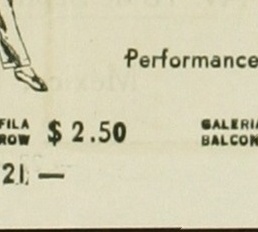 Performance
FILA
ROW $ 2.50
GALERIA
BALCON
21 —